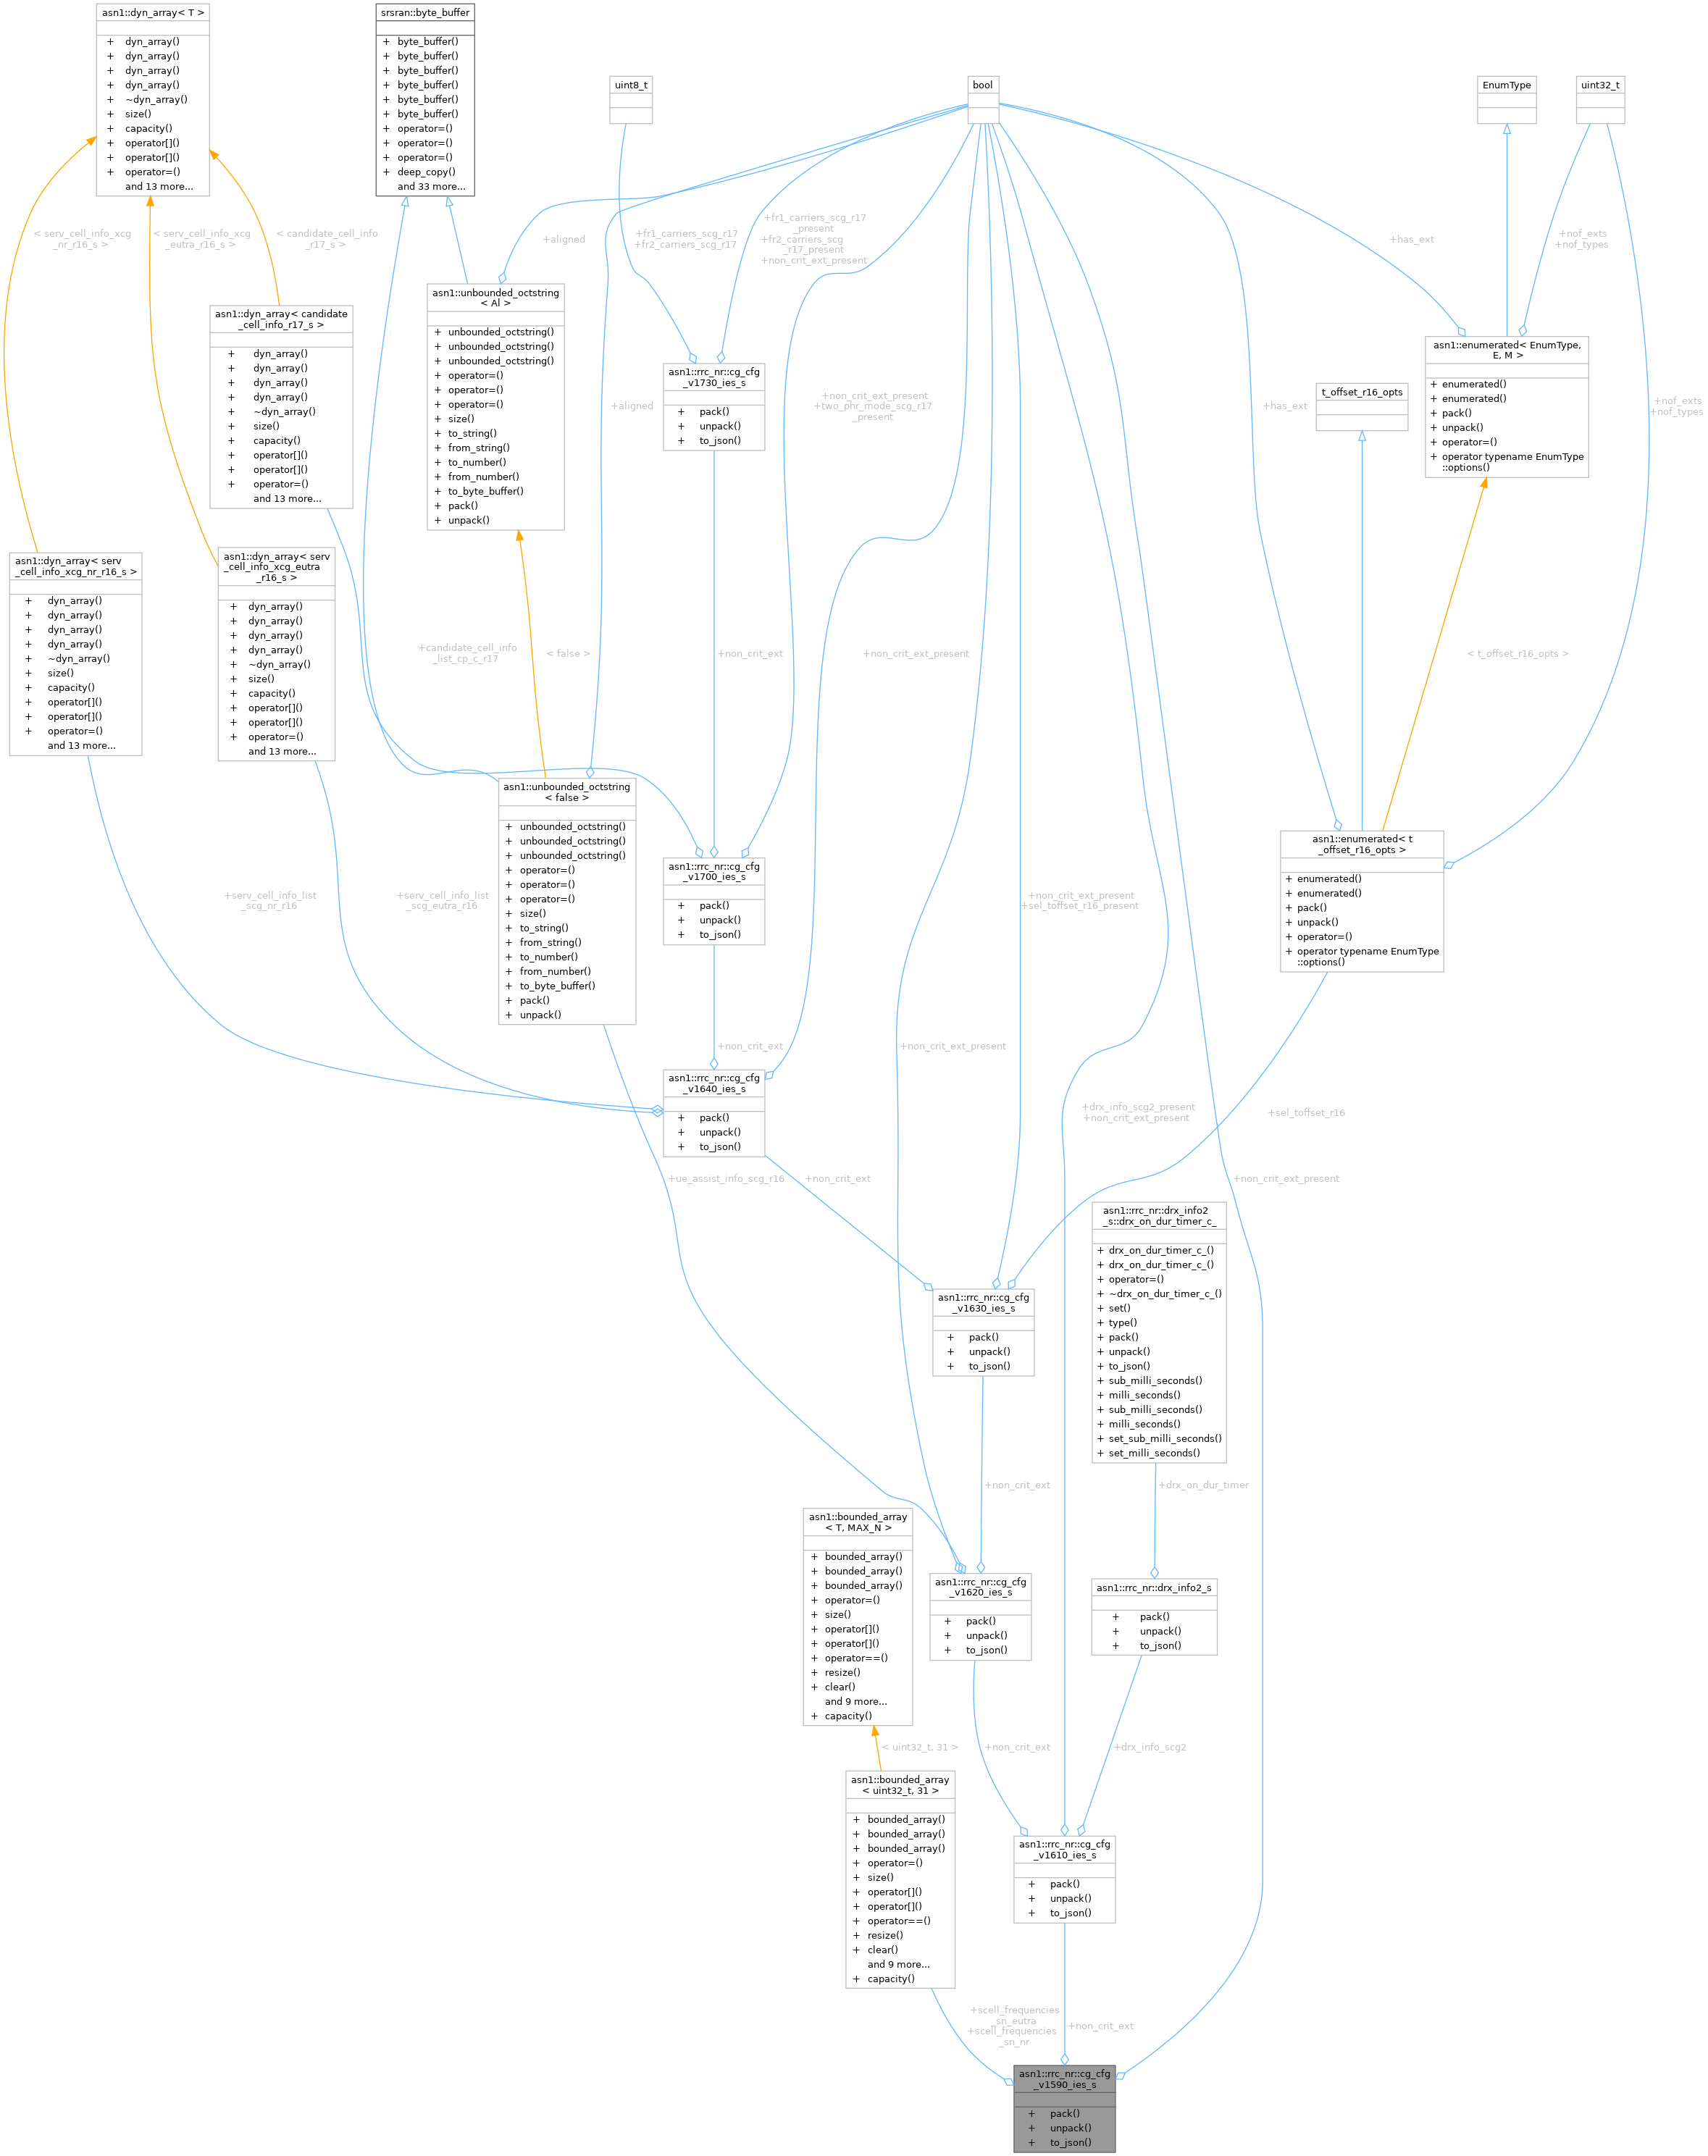 asn1::dyn_array< T >
+ dyn_array()
+ dyn_array()
+ dyn_array()
+ dyn_array()
+ ~dyn_array()
+ size()
+ capacity()
+ operator[]()
+ operator[]()
+ operator=()
and 13 more...
srsran::byte_buffer
+ byte_buffer()
+ byte_buffer()
+ byte_buffer()
+ byte_buffer()
+ byte_buffer()
+ byte_buffer()
+ operator=()
+ operator=()
+ operator=()
+ deep_copy()
and 33 more...
uint8_t
bool
EnumType
uint32_t
< serv_cell_info_xcg
_nr_r16_s >
< serv_cell_info_xcg
_eutra_r16_s >
< candidate_cell_info
_r17_s >
+aligned
+fr1_carriers_scg_r17
+fr2_carriers_scg_r17
+fr1_carriers_scg_r17
_present
+fr2_carriers_scg
_r17_present
+non_crit_ext_present
+has_ext
+nof_exts
+nof_types
asn1::dyn_array< candidate
_cell_info_r17_s >
+ dyn_array()
+ dyn_array()
+ dyn_array()
+ dyn_array()
+ ~dyn_array()
+ size()
+ capacity()
+ operator[]()
+ operator[]()
+ operator=()
and 13 more...
asn1::unbounded_octstring
< Al >
+ unbounded_octstring()
+ unbounded_octstring()
+ unbounded_octstring()
+ operator=()
+ operator=()
+ operator=()
+ size()
+ to_string()
+ from_string()
+ to_number()
+ from_number()
+ to_byte_buffer()
+ pack()
+ unpack()
asn1::rrc_nr::cg_cfg
_v1730_ies_s
+ pack()
+ unpack()
+ to_json()
asn1::enumerated< EnumType,
E, M >
+ enumerated()
+ enumerated()
+ pack()
+ unpack()
+ operator=()
+ operator typename EnumType
::options()
t_offset_r16_opts
+aligned
+non_crit_ext_present
+two_phr_mode_scg_r17
_present
+has_ext
+nof_exts
+nof_types
asn1::dyn_array< serv
_cell_info_xcg_nr_r16_s >
+ dyn_array()
+ dyn_array()
+ dyn_array()
+ dyn_array()
+ ~dyn_array()
+ size()
+ capacity()
+ operator[]()
+ operator[]()
+ operator=()
and 13 more...
asn1::dyn_array< serv
_cell_info_xcg_eutra
_r16_s >
+ dyn_array()
+ dyn_array()
+ dyn_array()
+ dyn_array()
+ ~dyn_array()
+ size()
+ capacity()
+ operator[]()
+ operator[]()
+ operator=()
and 13 more...
+candidate_cell_info
_list_cp_c_r17
< false >
+non_crit_ext
+non_crit_ext_present
< t_offset_r16_opts >
asn1::unbounded_octstring
< false >
+ unbounded_octstring()
+ unbounded_octstring()
+ unbounded_octstring()
+ operator=()
+ operator=()
+ operator=()
+ size()
+ to_string()
+ from_string()
+ to_number()
+ from_number()
+ to_byte_buffer()
+ pack()
+ unpack()
asn1::rrc_nr::cg_cfg
_v1700_ies_s
+ pack()
+ unpack()
+ to_json()
asn1::enumerated< t
_offset_r16_opts >
+ enumerated()
+ enumerated()
+ pack()
+ unpack()
+ operator=()
+ operator typename EnumType
::options()
+serv_cell_info_list
_scg_nr_r16
+serv_cell_info_list
_scg_eutra_r16
+non_crit_ext_present
+sel_toffset_r16_present
+non_crit_ext
+non_crit_ext_present
asn1::rrc_nr::cg_cfg
_v1640_ies_s
+ pack()
+ unpack()
+ to_json()
+drx_info_scg2_present
+non_crit_ext_present
+sel_toffset_r16
+ue_assist_info_scg_r16
+non_crit_ext
+non_crit_ext_present
asn1::rrc_nr::drx_info2
_s::drx_on_dur_timer_c_
+ drx_on_dur_timer_c_()
+ drx_on_dur_timer_c_()
+ operator=()
+ ~drx_on_dur_timer_c_()
+ set()
+ type()
+ pack()
+ unpack()
+ to_json()
+ sub_milli_seconds()
+ milli_seconds()
+ sub_milli_seconds()
+ milli_seconds()
+ set_sub_milli_seconds()
+ set_milli_seconds()
asn1::rrc_nr::cg_cfg
_v1630_ies_s
+ pack()
+ unpack()
+ to_json()
+non_crit_ext
+drx_on_dur_timer
asn1::bounded_array
< T, MAX_N >
+ bounded_array()
+ bounded_array()
+ bounded_array()
+ operator=()
+ size()
+ operator[]()
+ operator[]()
+ operator==()
+ resize()
+ clear()
and 9 more...
+ capacity()
asn1::rrc_nr::cg_cfg
_v1620_ies_s
+ pack()
+ unpack()
+ to_json()
asn1::rrc_nr::drx_info2_s
+ pack()
+ unpack()
+ to_json()
< uint32_t, 31 >
+non_crit_ext
+drx_info_scg2
asn1::bounded_array
< uint32_t, 31 >
+ bounded_array()
+ bounded_array()
+ bounded_array()
+ operator=()
+ size()
+ operator[]()
+ operator[]()
+ operator==()
+ resize()
+ clear()
and 9 more...
+ capacity()
asn1::rrc_nr::cg_cfg
_v1610_ies_s
+ pack()
+ unpack()
+ to_json()
+scell_frequencies
_sn_eutra
+scell_frequencies
_sn_nr
+non_crit_ext
asn1::rrc_nr::cg_cfg
_v1590_ies_s
+ pack()
+ unpack()
+ to_json()